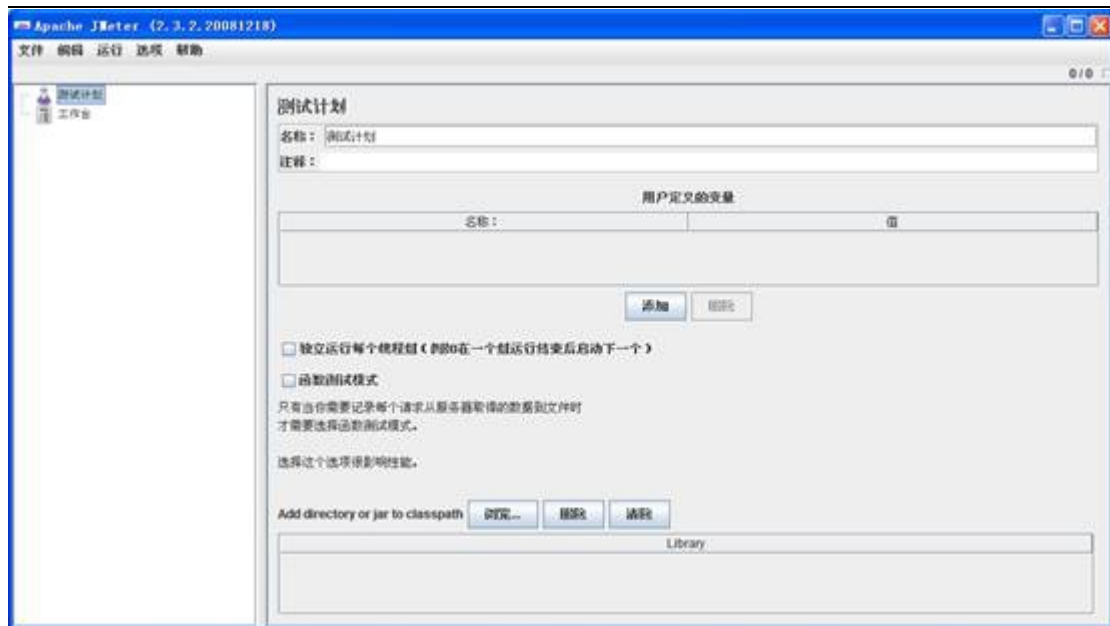 Apache JMeter (2.3.2.20081218)
文件 编辑 运行 选项 帮助
0/0
测试计划
工作台
测试计划
名称： 测试计划
注释：
用户定义的变量
名称： 值
添加 删除
独立运行每个线程组（例如在一个组运行结束后启动下一个）
函数测试模式
只有当你需要记录每个请求从服务器取得的数据到文件时
才需要选择函数测试模式。
选择这个选项很影响性能。
Add directory or jar to classpath 浏览... 删除 清除
Library